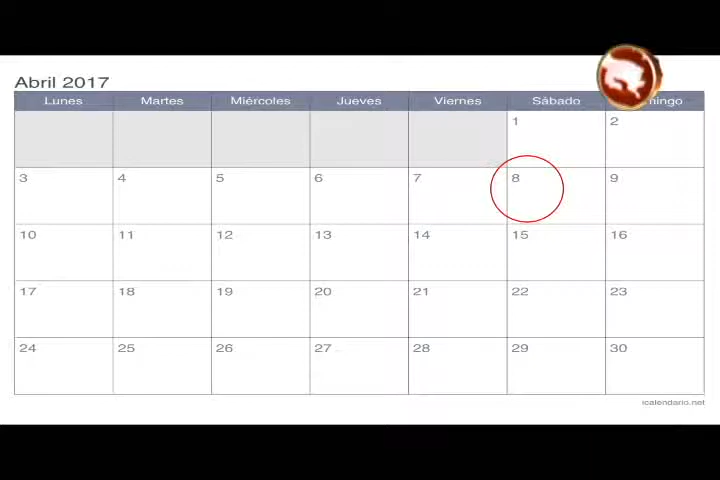 Abril 2017
Lunes Martes Miércoles Jueves Viernes Sábado mingo
1 2
3 4 5 6 7 8 9
10 11 12 13 14 15 16
17 18 19 20 21 22 23
24 25 26 27 28 29 30
icalendario.net